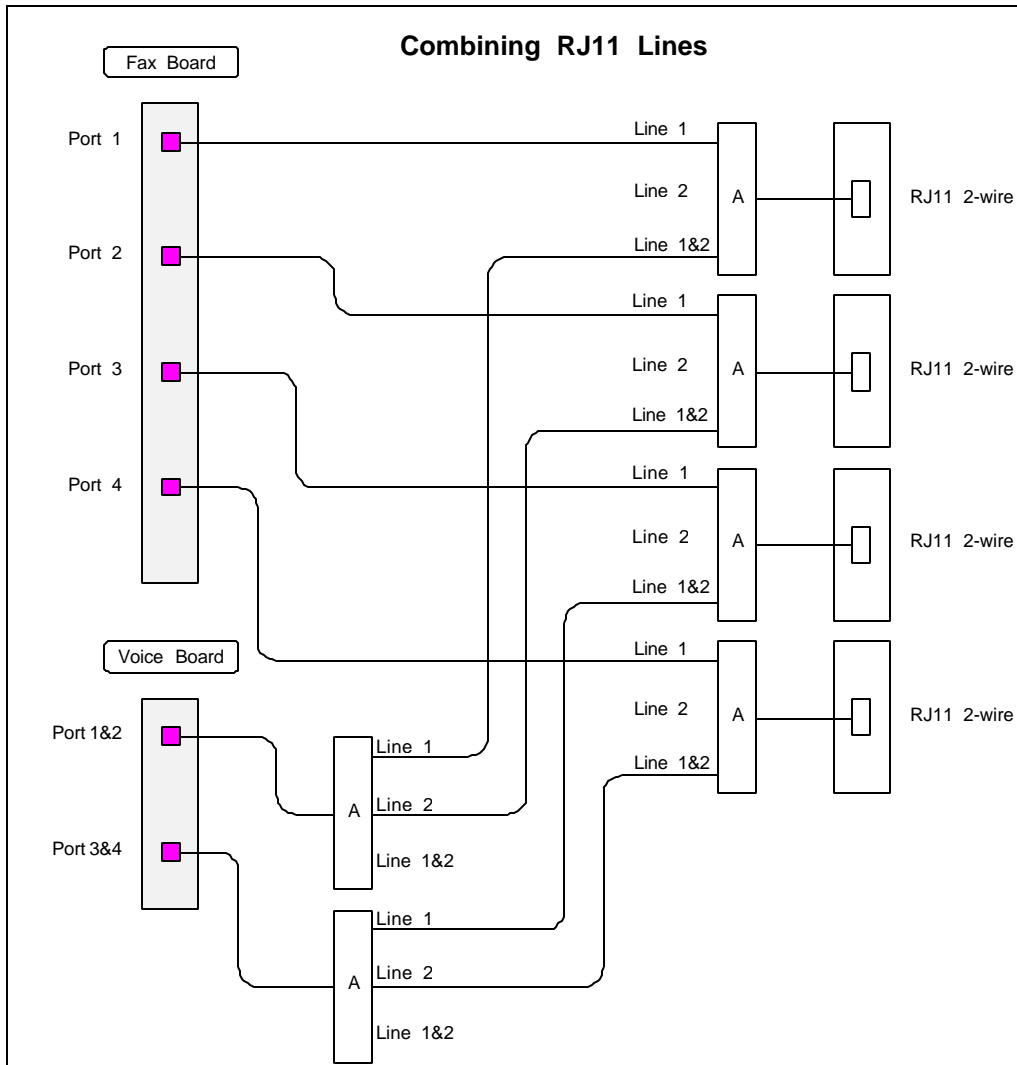 Combining RJ11 Lines
Fax Board
Port 1
Port 2
Port 3
Port 4
Line 1
Line 2
Line 1&2
A
RJ11 2-wire
Line 1
Line 2
Line 1&2
A
RJ11 2-wire
Line 1
Line 2
Line 1&2
A
RJ11 2-wire
Line 1
Line 2
Line 1&2
A
RJ11 2-wire
Voice Board
Port 1&2
Port 3&4
A
Line 1
Line 2
Line 1&2
A
Line 1
Line 2
Line 1&2